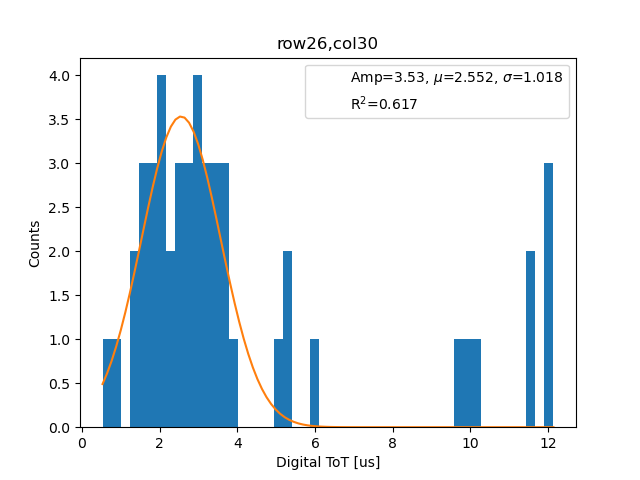 row26,col30
Amp=3.53, μ=2.552, σ=1.018
R²=0.617
4.0
3.5
3.0
2.5
2.0
1.5
1.0
0.5
0.0
Counts
0 2 4 6 8 10 12
Digital ToT [us]